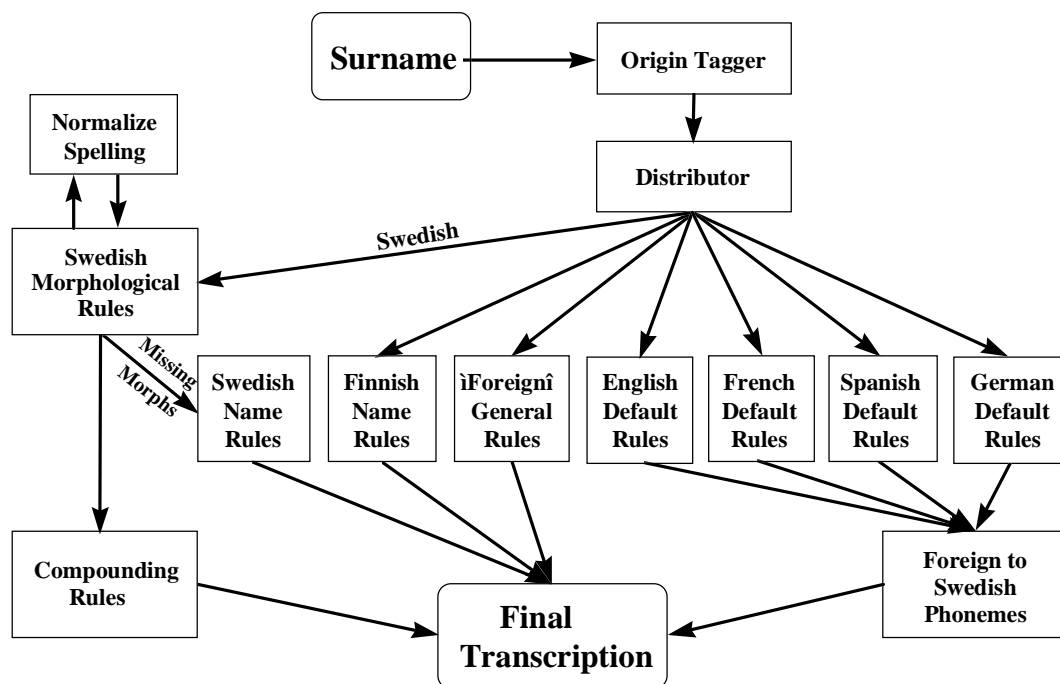 Surname
Origin Tagger
Normalize
Spelling
Distributor
Swedish
Swedish
Morphological
Rules
Missing
Morphs
Swedish
Name
Rules
Finnish
Name
Rules
ìForeignî
General
Rules
English
Default
Rules
French
Default
Rules
Spanish
Default
Rules
German
Default
Rules
Compounding
Rules
Final
Transcription
Foreign to
Swedish
Phonemes